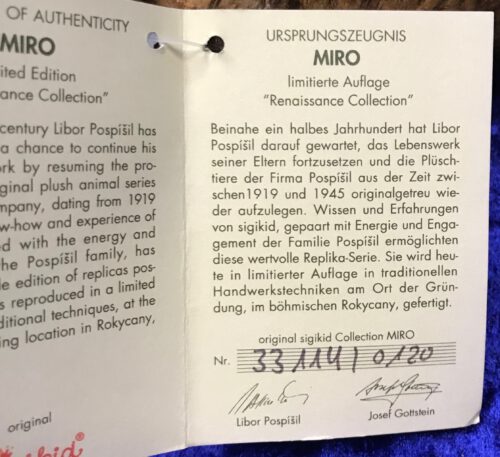 OF AUTHENTICITY
MIRO
ited Edition
ance Collection"
century Libor Pospíšil has
a chance to continue his
rk by resuming the pro-
ginal plush animal series
mpany, dating from 1919
w-how and experience of
ed with the energy and
the Pospíšil family, has
le edition of replicas pos-
s reproduced in a limited
ditional techniques, at the
ing location in Rokycany,
original
kid®
URSPRUNGSZEUGNIS
MIRO
limitierte Auflage
"Renaissance Collection"
Beinahe ein halbes Jahrhundert hat Libor
Pospíšil darauf gewartet, das Lebenswerk
seiner Eltern fortzusetzen und die Plüsch-
tiere der Firma Pospíšil aus der Zeit zwi-
schen1919 und 1945 originalgetreu wie-
der aufzulegen. Wissen und Erfahrungen
von sigikid, gepaart mit Energie und Enga-
gement der Familie Pospíšil ermöglichten
diese wertvolle Replika-Serie. Sie wird heu-
te in limitierter Auflage in traditionellen
Handwerkstechniken am Ort der Grün-
dung, im böhmischen Rokycany, gefertigt.
original sigikid Collection MIRO
Nr. 33114/0120
Libor Pospíšil
Josef Gottstein